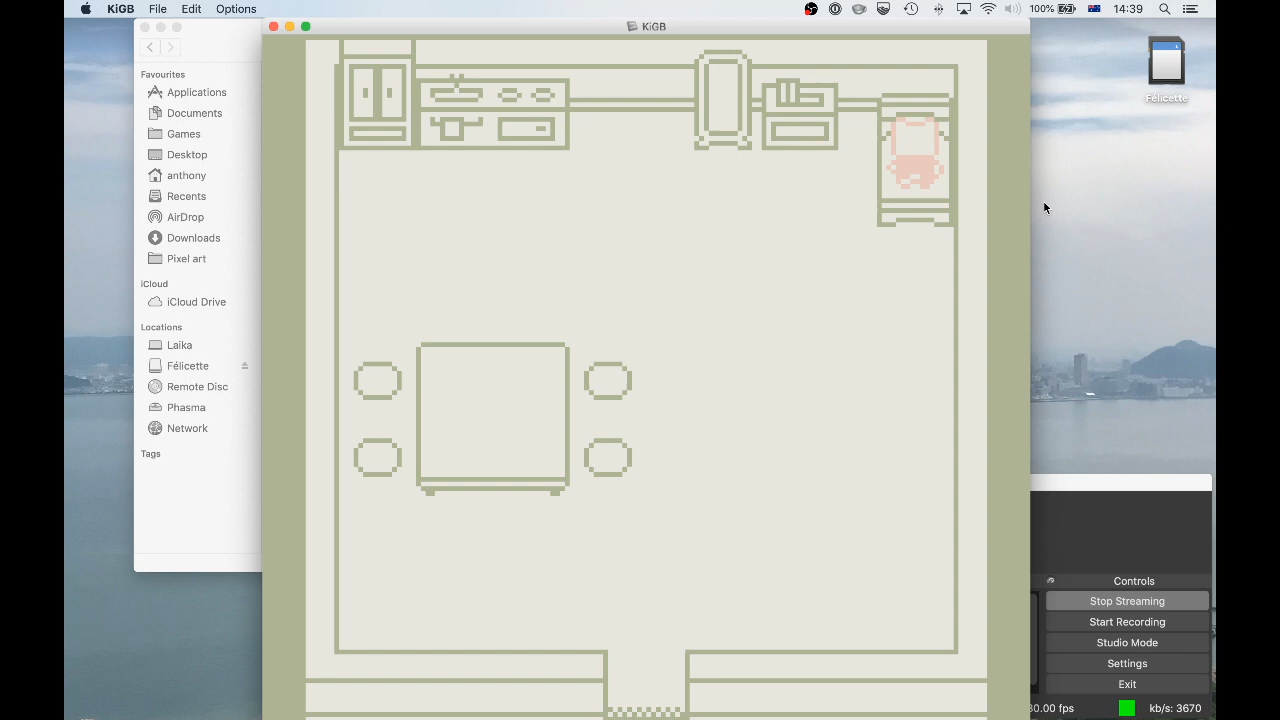 KiGB File Edit Options
100% 14:39
KiGB
Favourites
Applications
Documents
Games
Desktop
anthony
Recents
AirDrop
Downloads
Pixel art
iCloud
iCloud Drive
Locations
Laika
Félicette
Remote Disc
Phasma
Network
Tags
Félicette
Controls
Stop Streaming
Start Recording
Studio Mode
Settings
Exit
30.00 fps kb/s: 3670